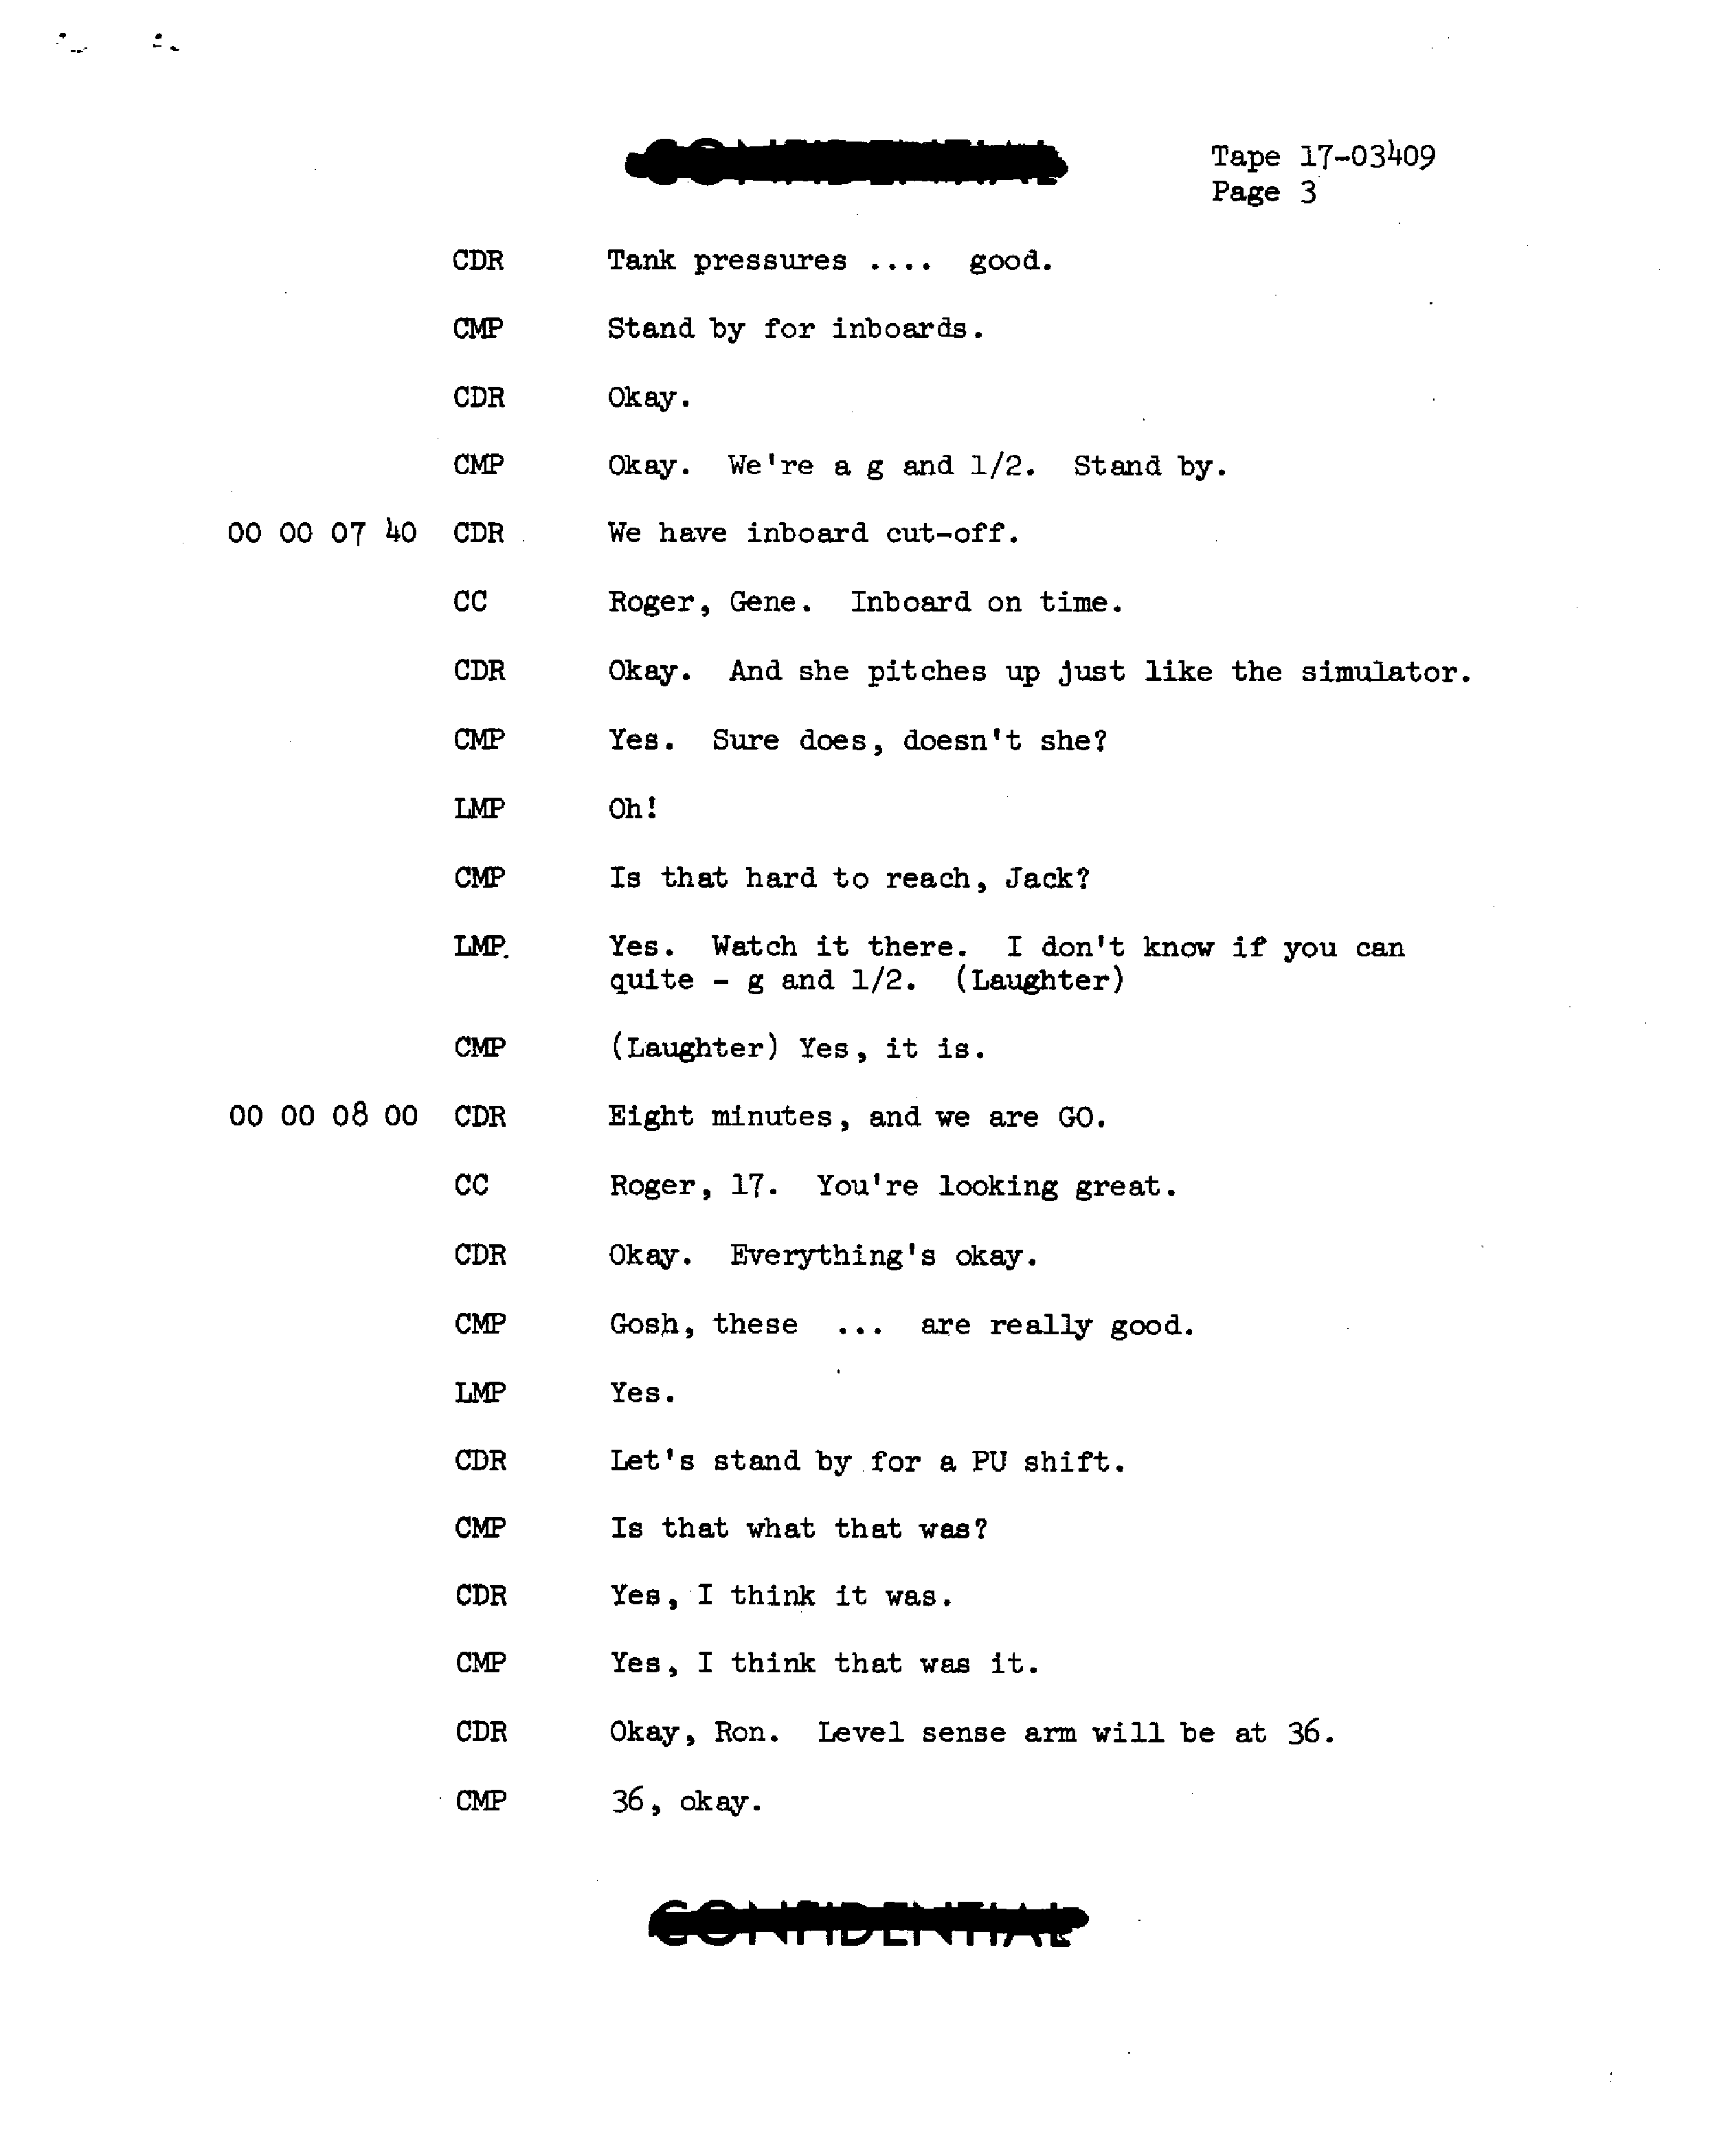 CONFIDENTIAL
Tape 17-03409
Page 3
CDR Tank pressures .... good.
CMP Stand by for inboards.
CDR Okay.
CMP Okay. We're a g and 1/2. Stand by.
00 00 07 40 CDR We have inboard cut-off.
CC Roger, Gene. Inboard on time.
CDR Okay. And she pitches up just like the simulator.
CMP Yes. Sure does, doesn't she?
LMP Oh!
CMP Is that hard to reach, Jack?
LMP Yes. Watch it there. I don't know if you can
quite - g and 1/2. (Laughter)
CMP (Laughter) Yes, it is.
00 00 08 00 CDR Eight minutes, and we are GO.
CC Roger, 17. You're looking great.
CDR Okay. Everything's okay.
CMP Gosh, these ... are really good.
LMP Yes.
CDR Let's stand by for a PU shift.
CMP Is that what that was?
CDR Yes, I think it was.
CMP Yes, I think that was it.
CDR Okay, Ron. Level sense arm will be at 36.
CMP 36, okay.
CONFIDENTIAL